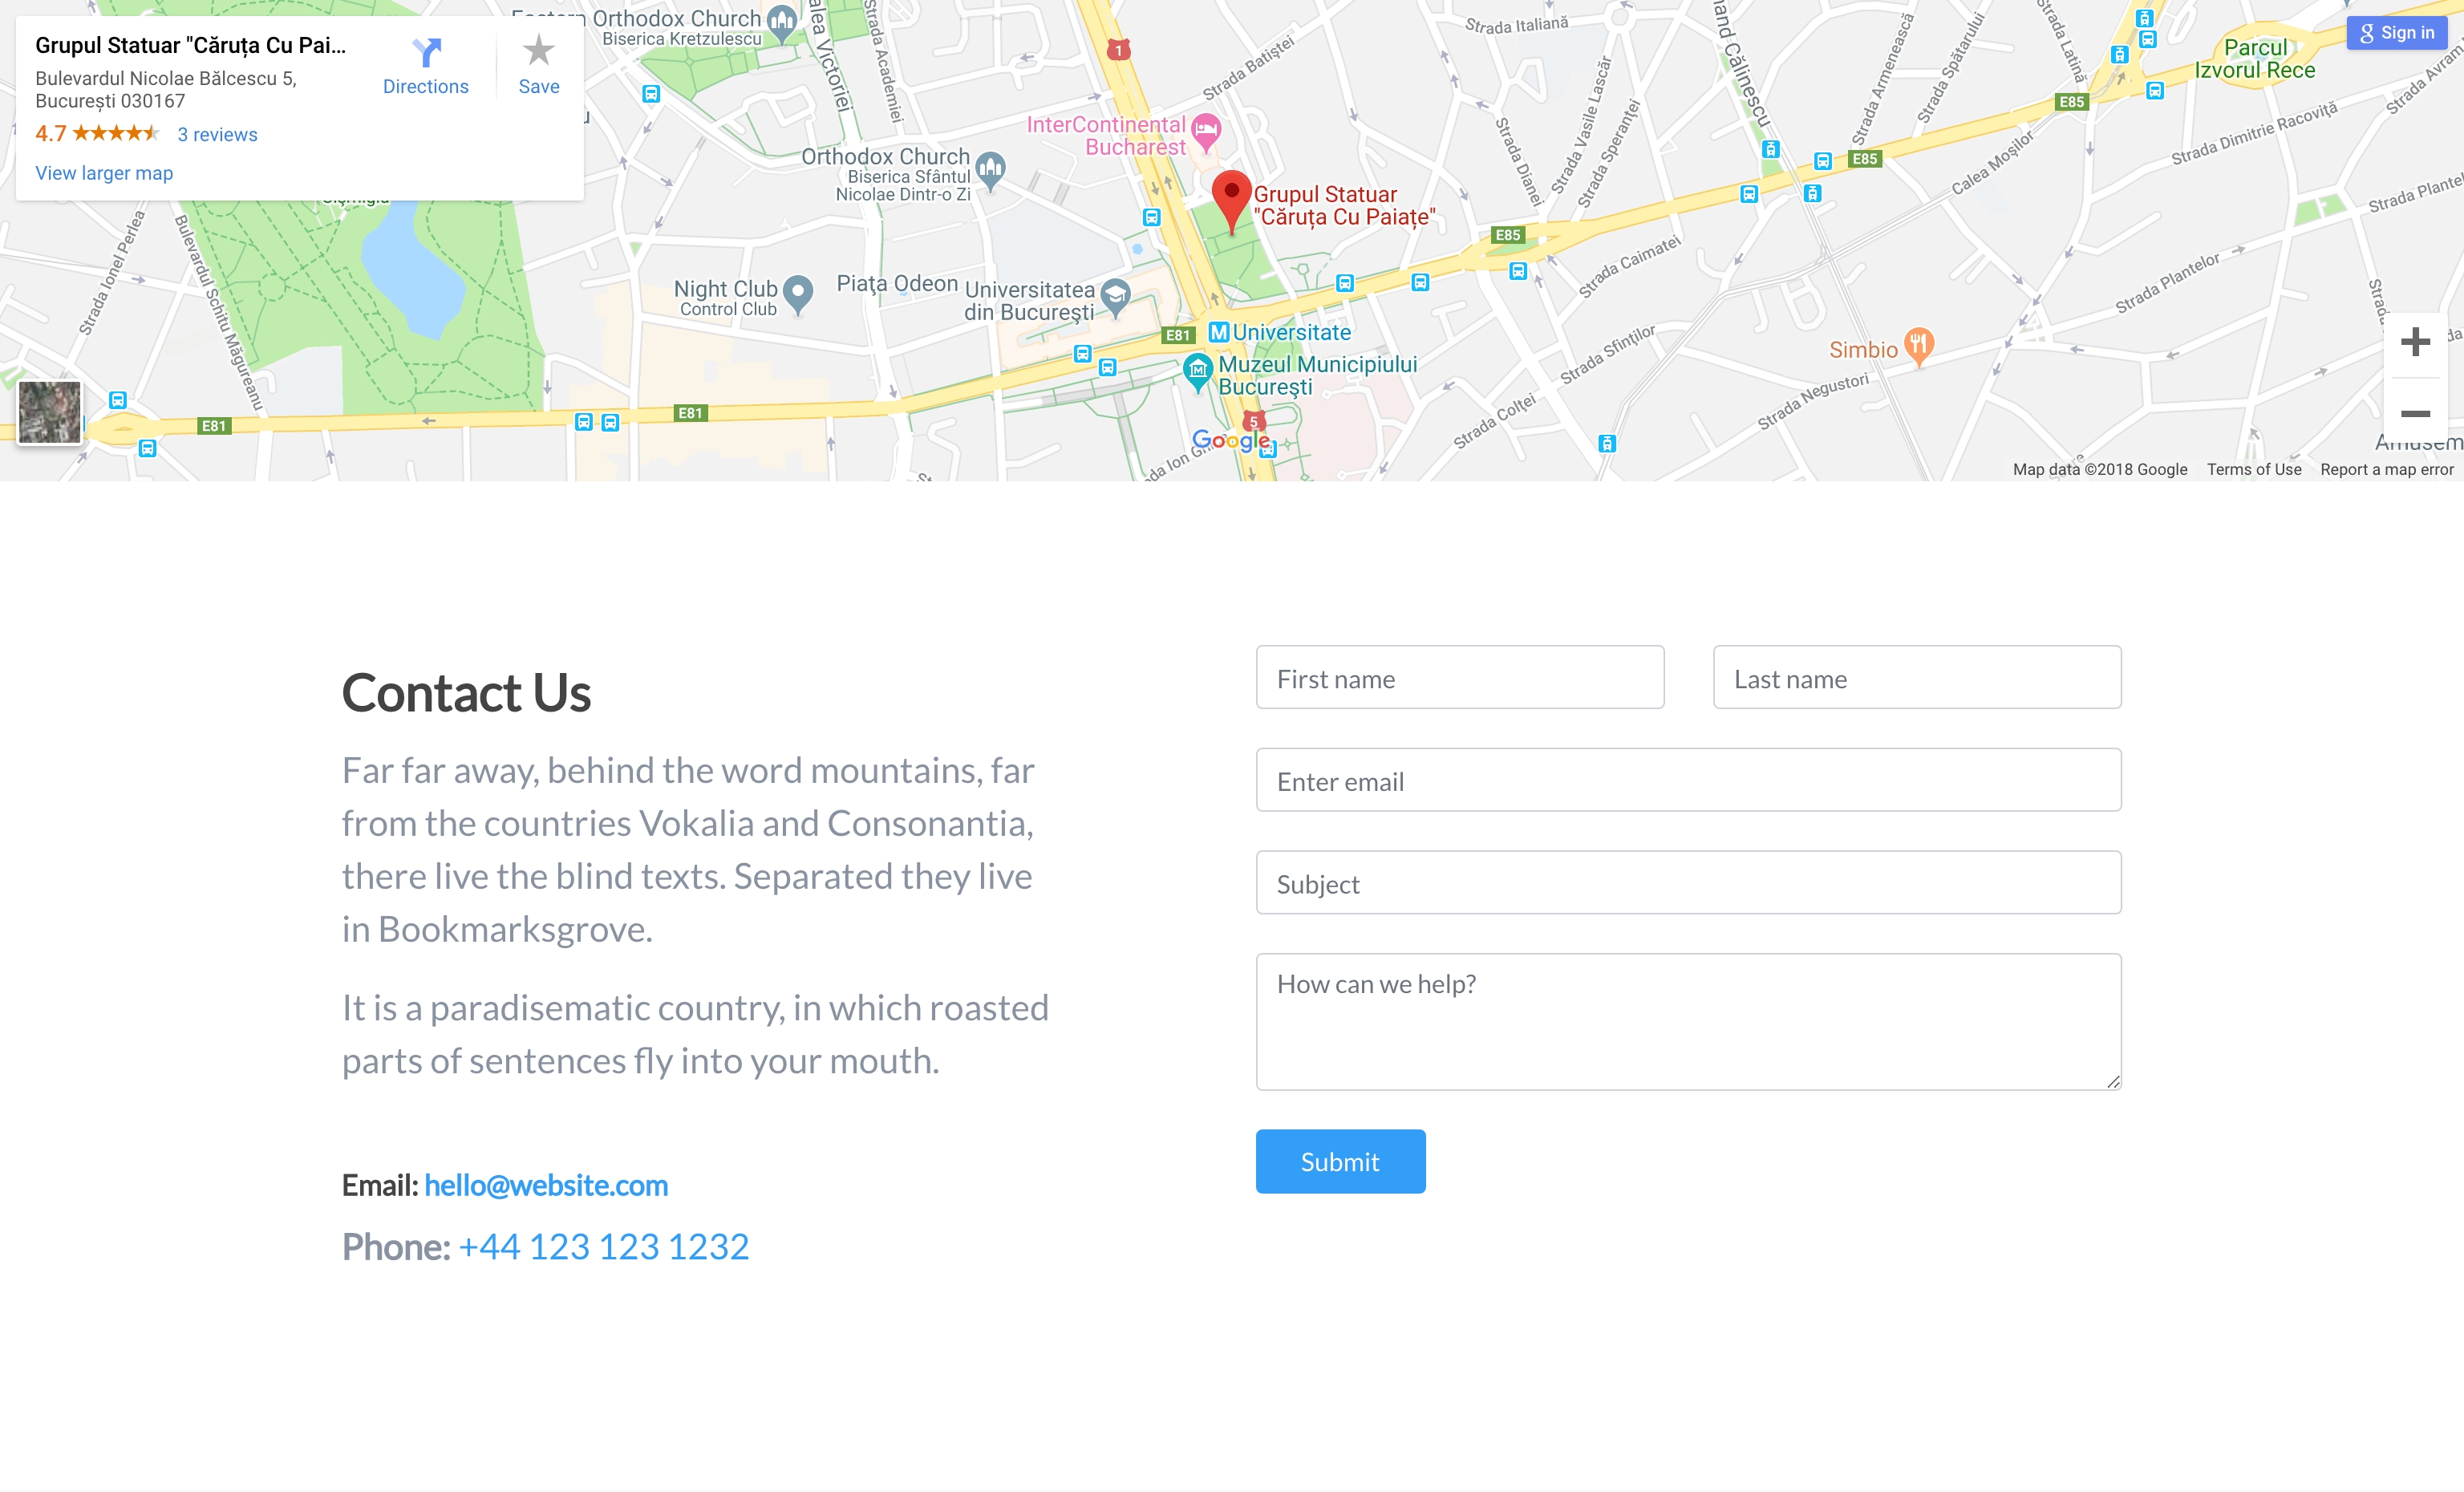 Grupul Statuar "Căruța Cu Pai...
Bulevardul Nicolae Bălcescu 5,
București 030167
4.7 3 reviews
View larger map
Directions
Save
Orthodox Church
Biserica Kretzulescu
alea Victoriei
Strada Academiei
1
Strada Batiștei
Strada Italiană
Strada Armenească
Strada Spătarului
Strada Latină
Parcul
Izvorul Rece
Sign in
E85
Strada Dimitrie Racoviță
InterContinental
Bucharest
Orthodox Church
Biserica Sfântul
Nicolae Dintr-o Zi
Strada Dianei
Strada Vasile Lascăr
Strada Speranței
E85
Calea Moșilor
Grupul Statuar
"Căruța Cu Paiațe"
E85
Strada Caimatei
Strada Plantelor
Strada Ionel Perlea
Bulevardul Schitu Măgureanu
Night Club
Control Club
Piața Odeon
Universitatea
din București
E81
M Universitate
Muzeul Municipiului
București
Strada Sfinților
Simbio
Strada Negustori
Strada Colței
E81
E81
5
Google
Map data ©2018 Google Terms of Use Report a map error
Contact Us
Far far away, behind the word mountains, far
from the countries Vokalia and Consonantia,
there live the blind texts. Separated they live
in Bookmarksgrove.
It is a paradisematic country, in which roasted
parts of sentences fly into your mouth.
Email: hello@website.com
Phone: +44 123 123 1232
First name
Last name
Enter email
Subject
How can we help?
Submit